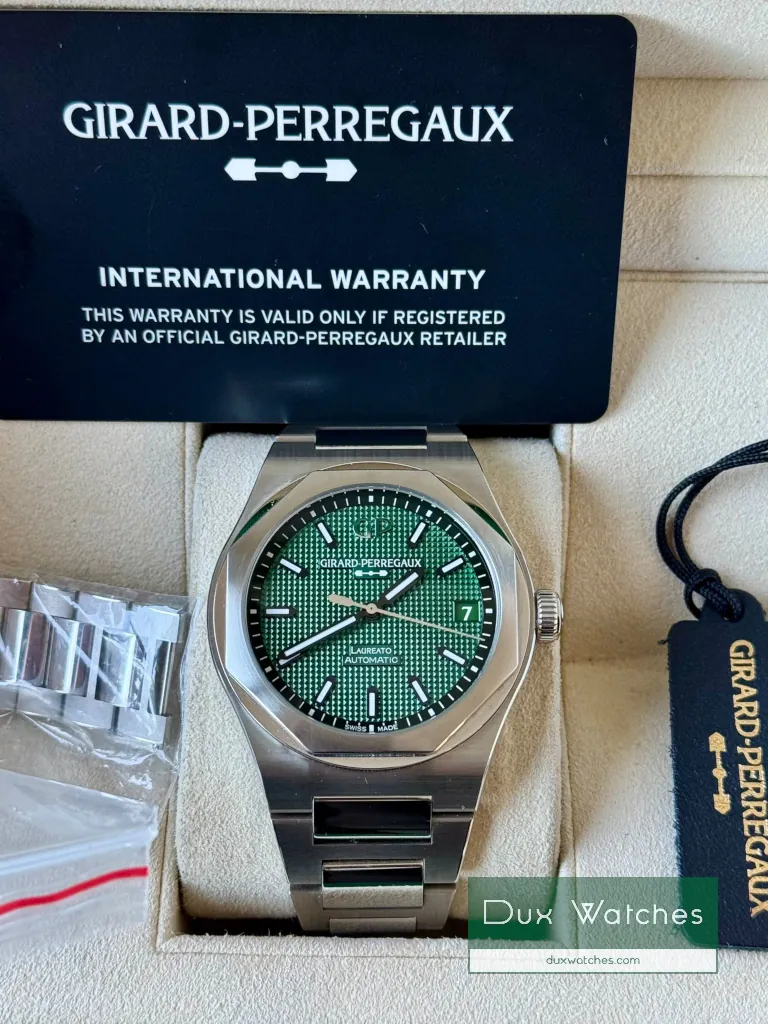 GIRARD-PERREGAUX
INTERNATIONAL WARRANTY
THIS WARRANTY IS VALID ONLY IF REGISTERED
BY AN OFFICIAL GIRARD-PERREGAUX RETAILER
GP
GIRARD-PERREGAUX
7
LAUREATO
AUTOMATIC
SWISS MADE
GIRARD-PERREGAUX
Dux Watches
duxwatches.com